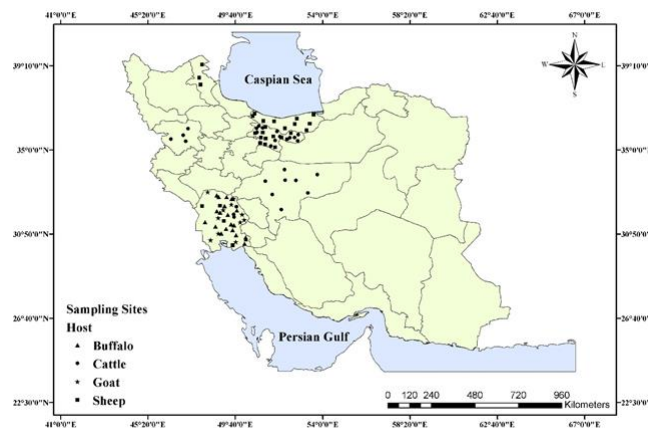 41°0'0"E 45°20'0"E 49°40'0"E 54°0'0"E 58°20'0"E 62°40'0"E 67°0'0"E
39°10'0"N 39°10'0"N
35°0'0"N 35°0'0"N
30°50'0"N 30°50'0"N
26°40'0"N 26°40'0"N
22°30'0"N 22°30'0"N
N
W
S
Caspian Sea
Persian Gulf
Sampling Sites
Host
Buffalo
Cattle
Goat
Sheep
0 120 240 480 720 960
Kilometers
41°0'0"E 45°20'0"E 49°40'0"E 54°0'0"E 58°20'0"E 62°40'0"E 67°0'0"E